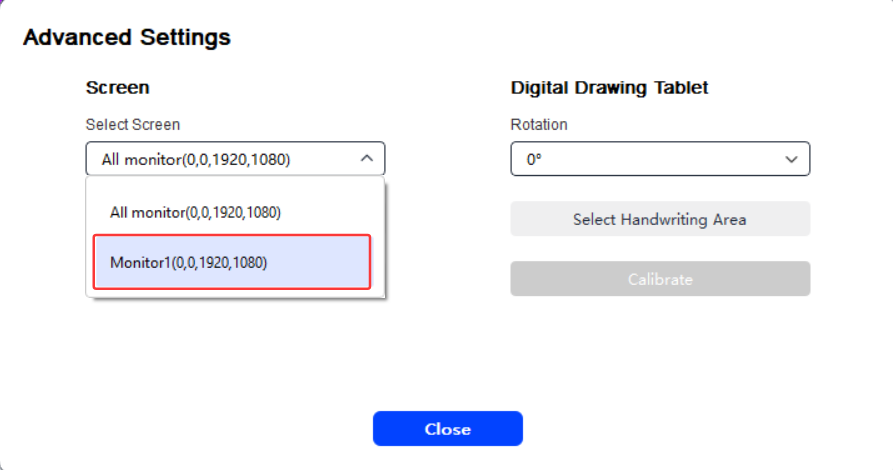 Advanced Settings
Screen
Select Screen
All monitor(0,0,1920,1080)
All monitor(0,0,1920,1080)
Monitor1(0,0,1920,1080)
Digital Drawing Tablet
Rotation
0°
Select Handwriting Area
Calibrate
Close